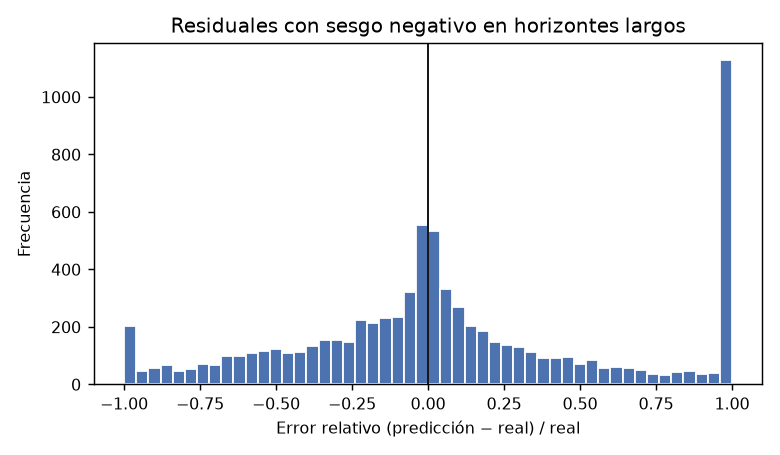 Residuales con sesgo negativo en horizontes largos
Frecuencia
1000
800
600
400
200
0
−1.00 −0.75 −0.50 −0.25 0.00 0.25 0.50 0.75 1.00
Error relativo (predicción − real) / real